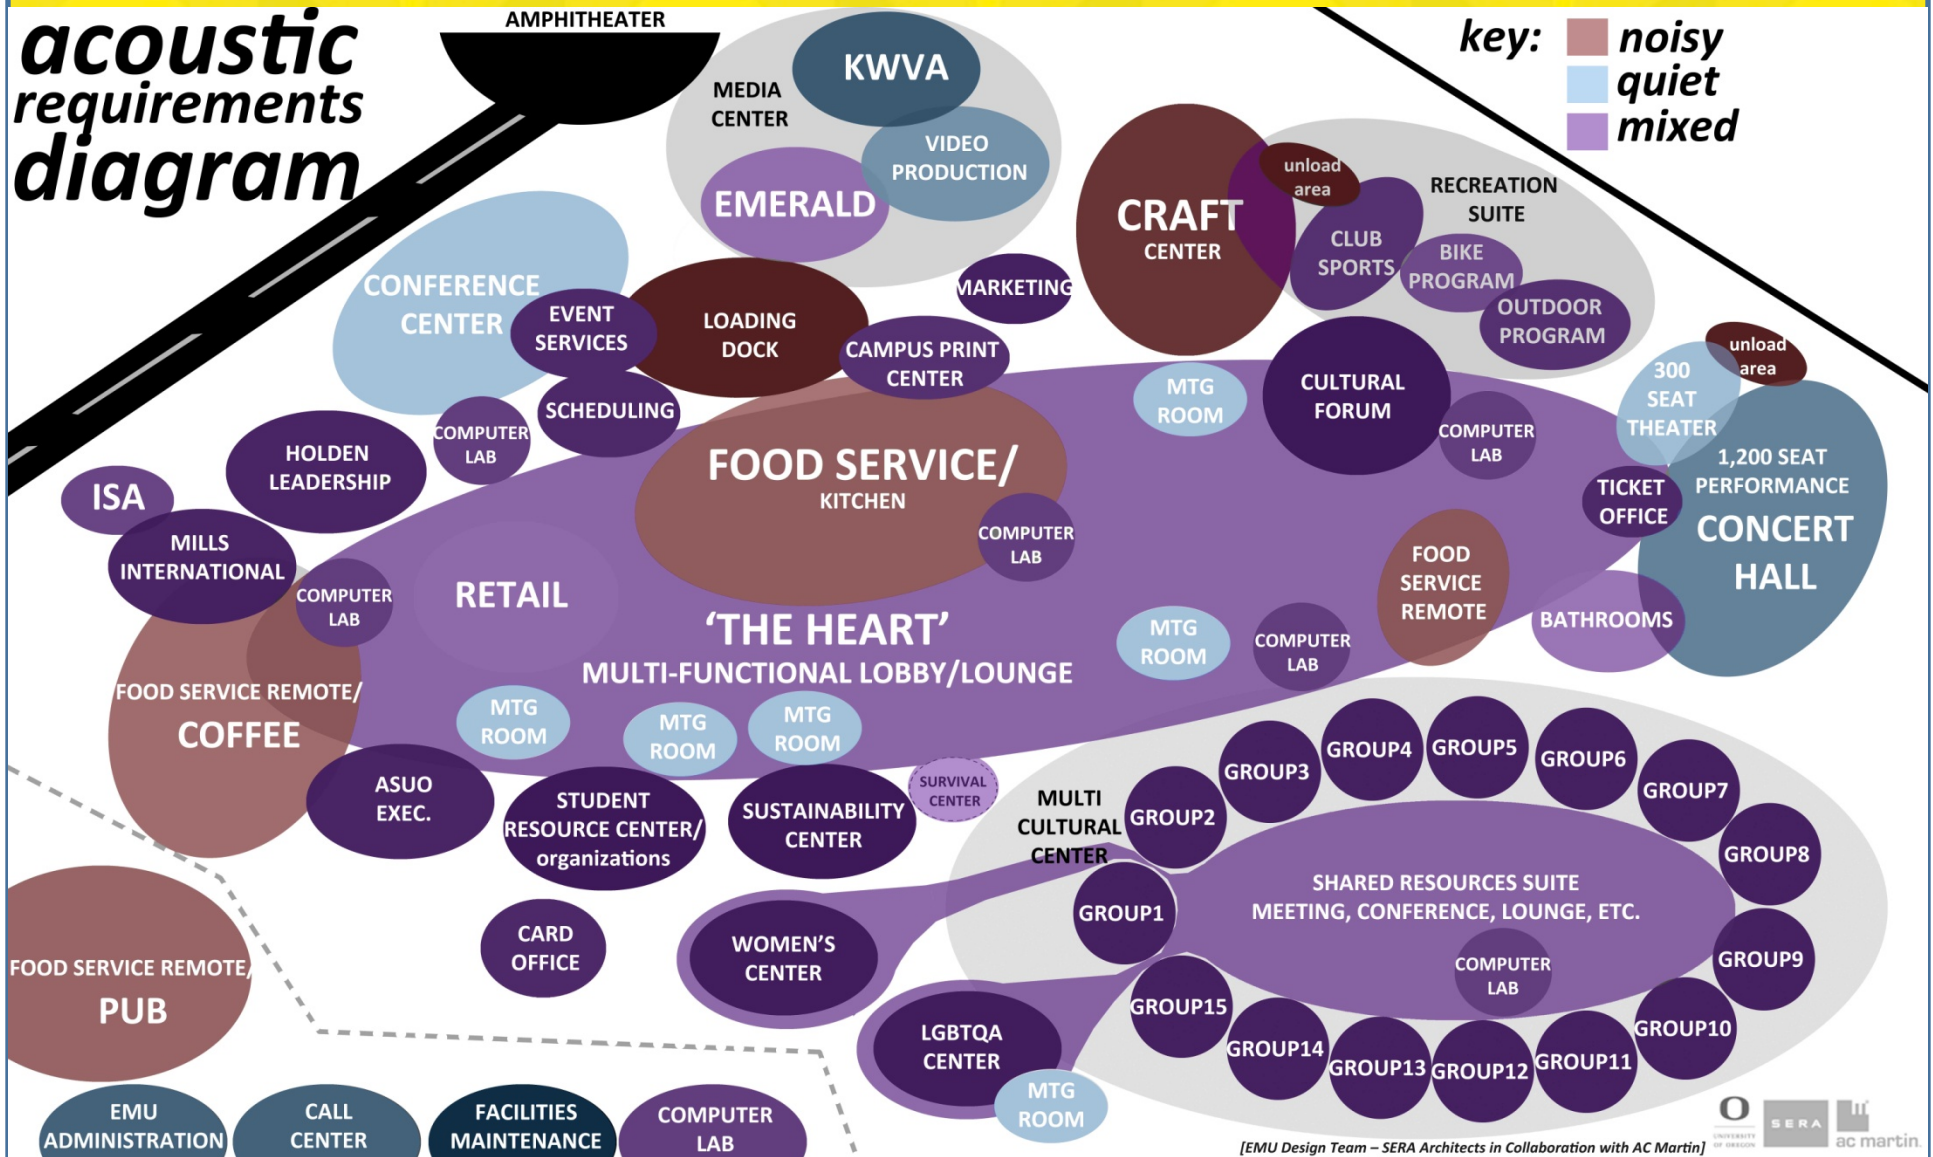 acoustic
requirements
diagram
AMPHITHEATER
key:
noisy
quiet
mixed
MEDIA
CENTER
KWVA
VIDEO
PRODUCTION
EMERALD
CRAFT
CENTER
unload
area
RECREATION
SUITE
CLUB
SPORTS
BIKE
PROGRAM
OUTDOOR
PROGRAM
CONFERENCE
CENTER
EVENT
SERVICES
LOADING
DOCK
MARKETING
CAMPUS PRINT
CENTER
SCHEDULING
COMPUTER
LAB
HOLDEN
LEADERSHIP
ISA
MILLS
INTERNATIONAL
COMPUTER
LAB
FOOD SERVICE/
KITCHEN
COMPUTER
LAB
MTG
ROOM
CULTURAL
FORUM
COMPUTER
LAB
300
SEAT
THEATER
unload
area
1,200 SEAT
PERFORMANCE
CONCERT
HALL
TICKET
OFFICE
FOOD
SERVICE
REMOTE
BATHROOMS
RETAIL
‘THE HEART’
MULTI-FUNCTIONAL LOBBY/LOUNGE
MTG
ROOM
COMPUTER
LAB
FOOD SERVICE REMOTE/
COFFEE
MTG
ROOM
MTG
ROOM
MTG
ROOM
ASUO
EXEC.
STUDENT
RESOURCE CENTER/
organizations
SUSTAINABILITY
CENTER
SURVIVAL
CENTER
MULTI
CULTURAL
CENTER
GROUP1
GROUP2
GROUP3
GROUP4
GROUP5
GROUP6
GROUP7
GROUP8
GROUP9
GROUP10
GROUP11
GROUP12
GROUP13
GROUP14
GROUP15
SHARED RESOURCES SUITE
MEETING, CONFERENCE, LOUNGE, ETC.
COMPUTER
LAB
CARD
OFFICE
WOMEN’S
CENTER
LGBTQA
CENTER
MTG
ROOM
FOOD SERVICE REMOTE/
PUB
EMU
ADMINISTRATION
CALL
CENTER
FACILITIES
MAINTENANCE
COMPUTER
LAB
[EMU Design Team – SERA Architects in Collaboration with AC Martin]
O
UNIVERSITY
OF OREGON
SERA
ac martin.